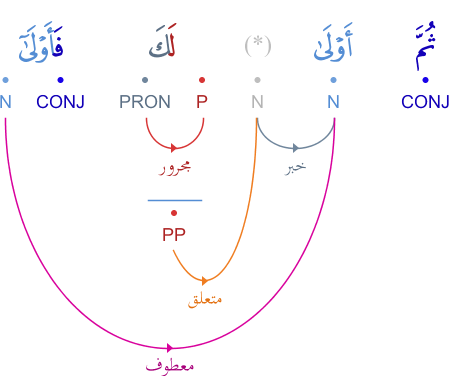 ثُمَّ أَوْلَىٰ (*) لَكَ فَأَوْلَىٰٓ
CONJ N N P PRON CONJ N
خبر مجرور
PP
متعلق
معطوف